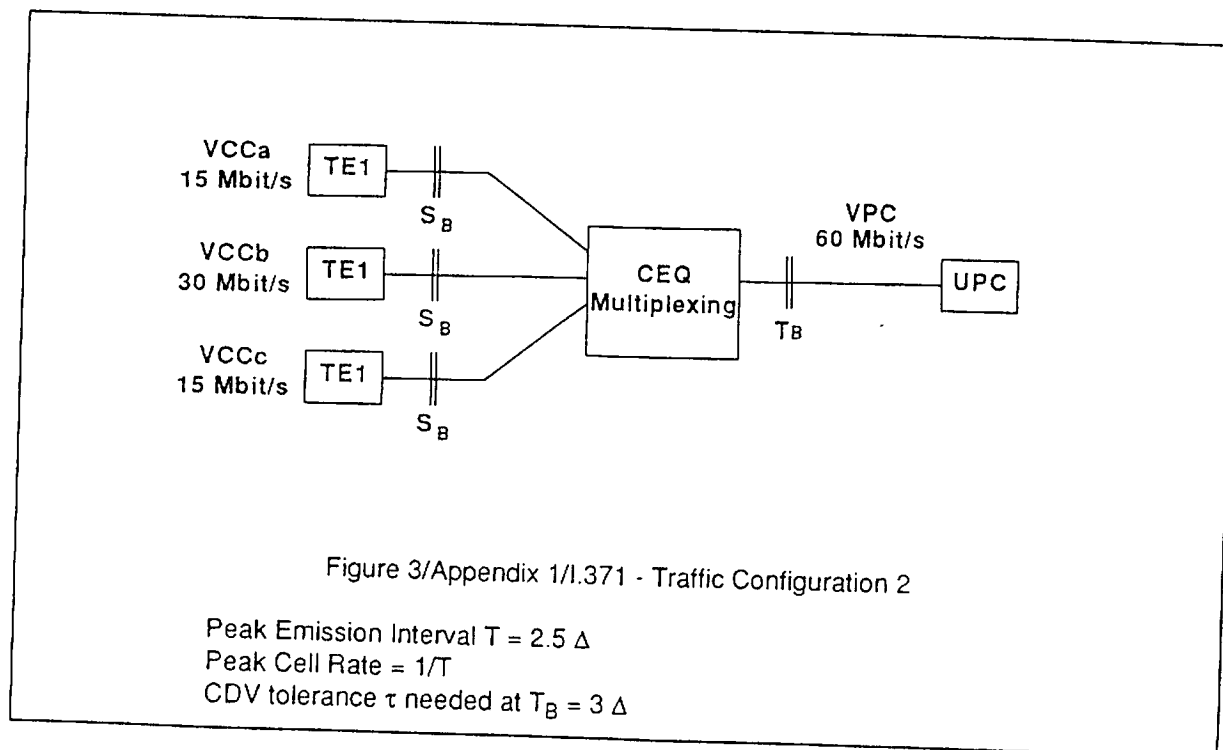 VCCa
15 Mbit/s
TE1
S_B
VCCb
30 Mbit/s
TE1
S_B
VCCc
15 Mbit/s
TE1
S_B
CEQ
Multiplexing
T_B
VPC
60 Mbit/s
UPC
Figure 3/Appendix 1/I.371 - Traffic Configuration 2
Peak Emission Interval T = 2.5 Δ
Peak Cell Rate = 1/T
CDV tolerance τ needed at T_B = 3 Δ